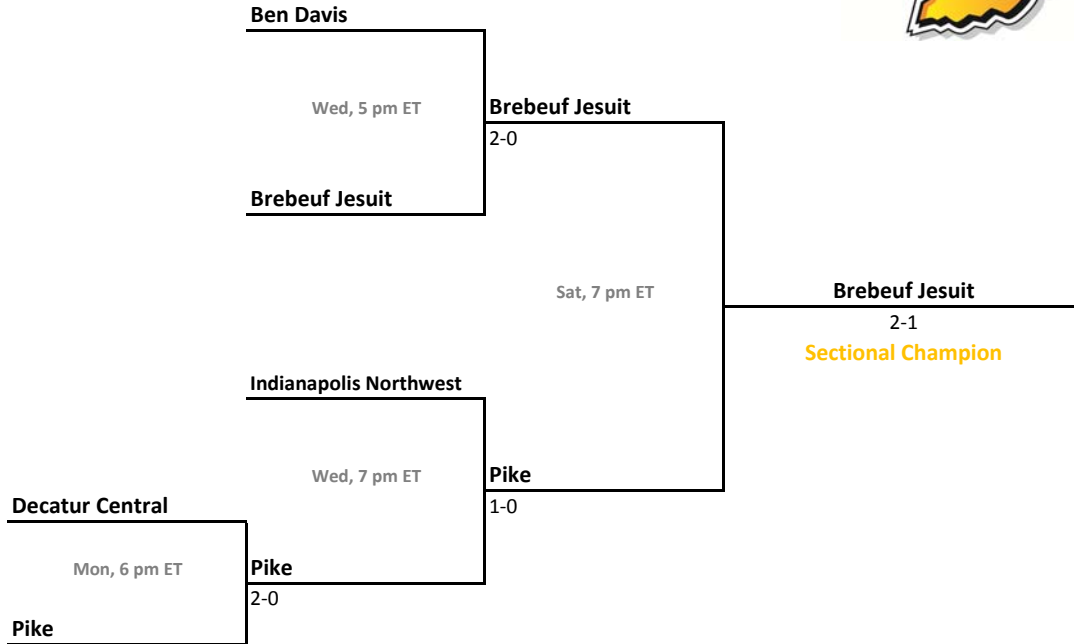 Ben Davis
Wed, 5 pm ET
Brebeuf Jesuit
2-0
Brebeuf Jesuit
Sat, 7 pm ET
Brebeuf Jesuit
2-1
Sectional Champion
Indianapolis Northwest
Wed, 7 pm ET
Pike
1-0
Decatur Central
Mon, 6 pm ET
Pike
2-0
Pike